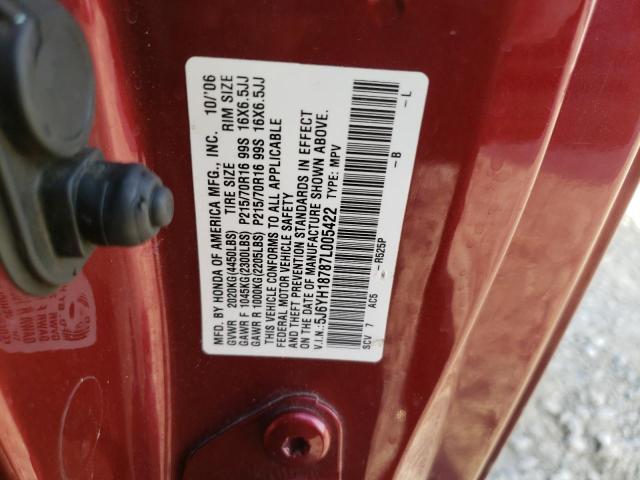 MFD. BY HONDA OF AMERICA MFG., INC. 10/'06
TIRE SIZE RIM SIZE
GVWR 2020KG(4450LBS)
GAWR F 1045KG(2300LBS) P215/70R16 99S 16X6.5JJ
GAWR R 1000KG(2205LBS) P215/70R16 99S 16X6.5JJ
THIS VEHICLE CONFORMS TO ALL APPLICABLE
FEDERAL MOTOR VEHICLE SAFETY
AND THEFT PREVENTION STANDARDS IN EFFECT
ON THE DATE OF MANUFACTURE SHOWN ABOVE.
V.I.N.:5J6YH18787L005422 TYPE: MPV
SCV 7 AC5 - R525P - B - L